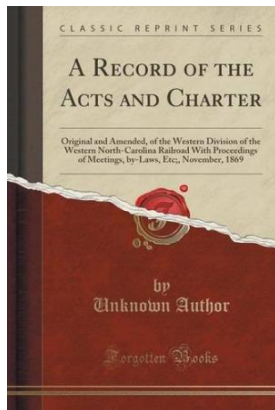 CLASSIC REPRINT SERIES
A RECORD OF THE
ACTS AND CHARTER
Original and Amended, of the Western Division of the
Western North-Carolina Railroad With Proceedings
of Meetings, by-Laws, Etc;, November, 1869
by
Unknown Author
Forgotten Books